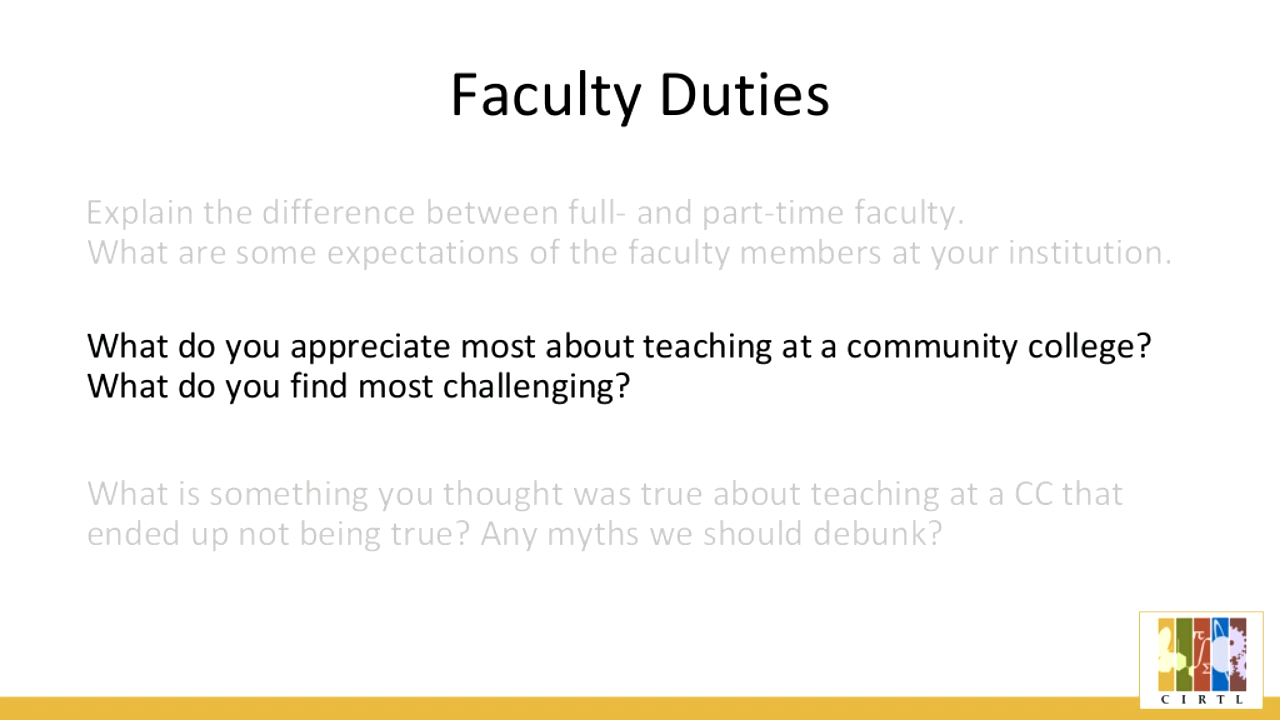 Faculty Duties
Explain the difference between full- and part-time faculty.
What are some expectations of the faculty members at your institution.
What do you appreciate most about teaching at a community college?
What do you find most challenging?
What is something you thought was true about teaching at a CC that
ended up not being true? Any myths we should debunk?
π
∫
Σ
C I R T L